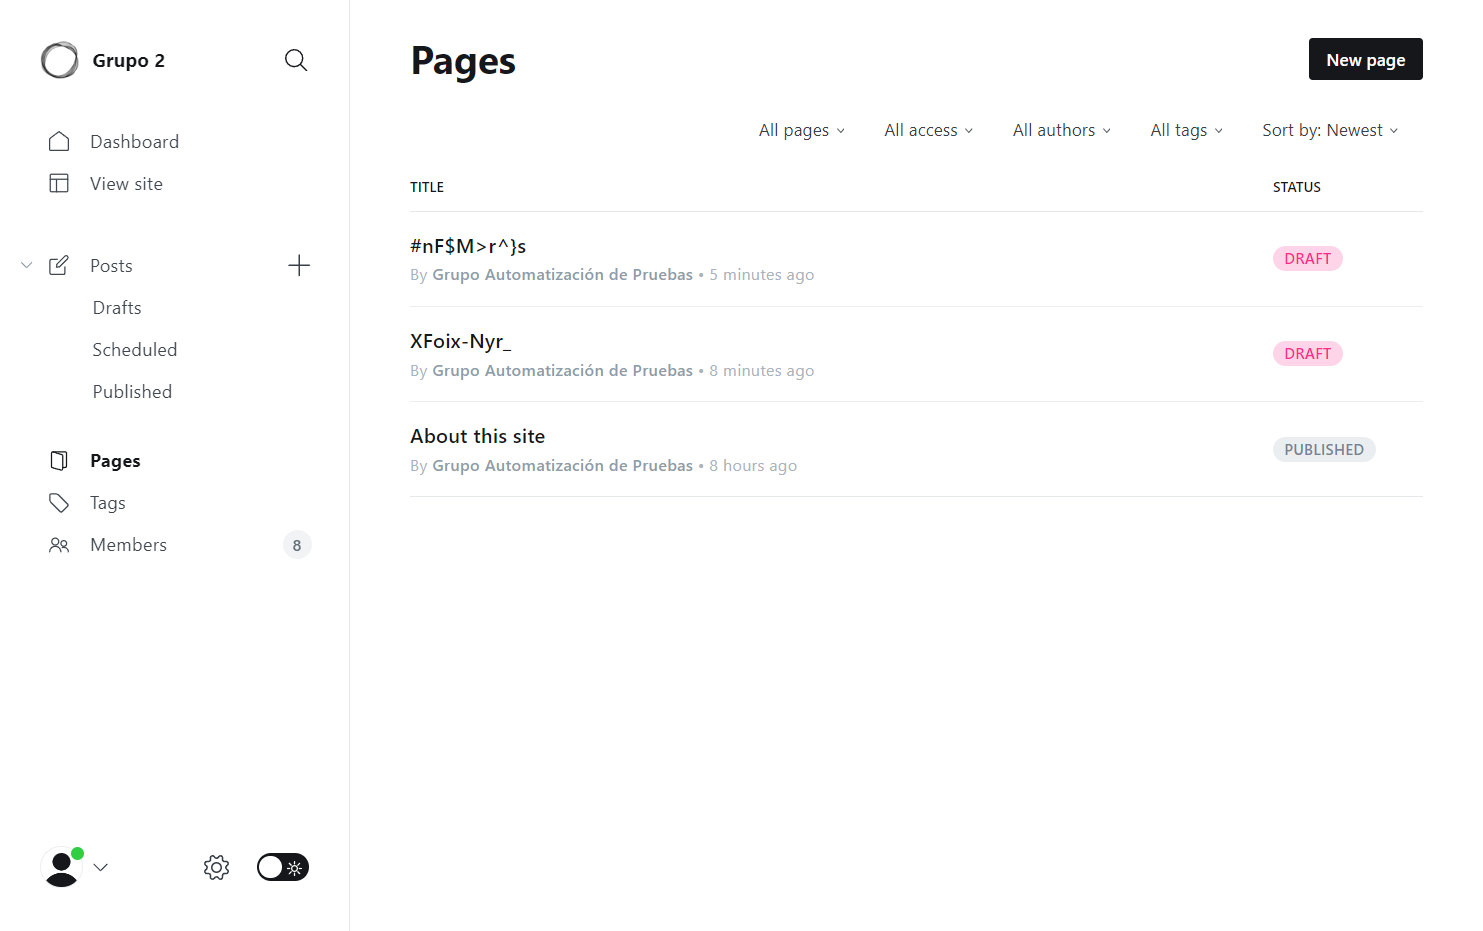 Grupo 2
Dashboard
View site
Posts
Drafts
Scheduled
Published
Pages
Tags
Members 8
Pages
New page
All pages All access All authors All tags Sort by: Newest
TITLE STATUS
#nF$M>r^}s
By Grupo Automatización de Pruebas • 5 minutes ago
DRAFT
XFoix-Nyr_
By Grupo Automatización de Pruebas • 8 minutes ago
DRAFT
About this site
By Grupo Automatización de Pruebas • 8 hours ago
PUBLISHED